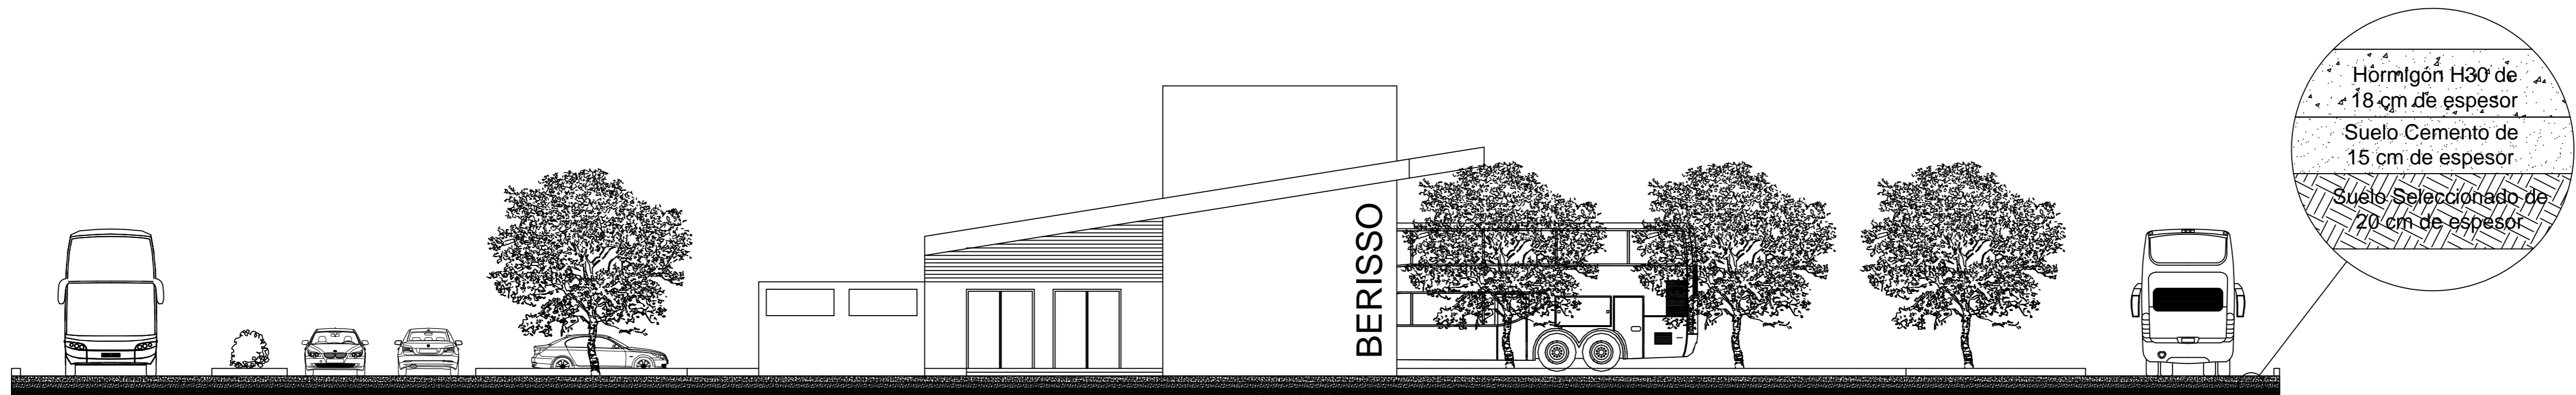 Hormigón H30 de
18 cm de espesor
Suelo Cemento de
15 cm de espesor
Suelo Seleccionado de
20 cm de espesor
BERISSO